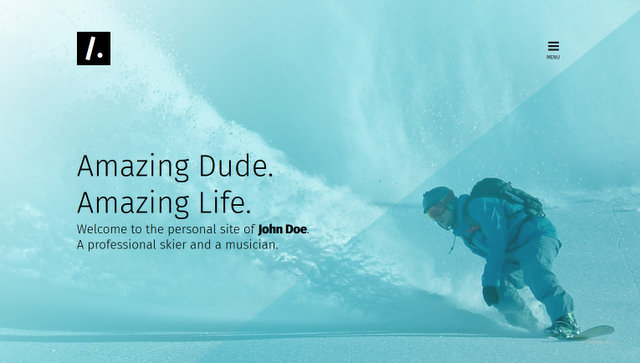 /.
MENU
Amazing Dude.
Amazing Life.
Welcome to the personal site of John Doe.
A professional skier and a musician.